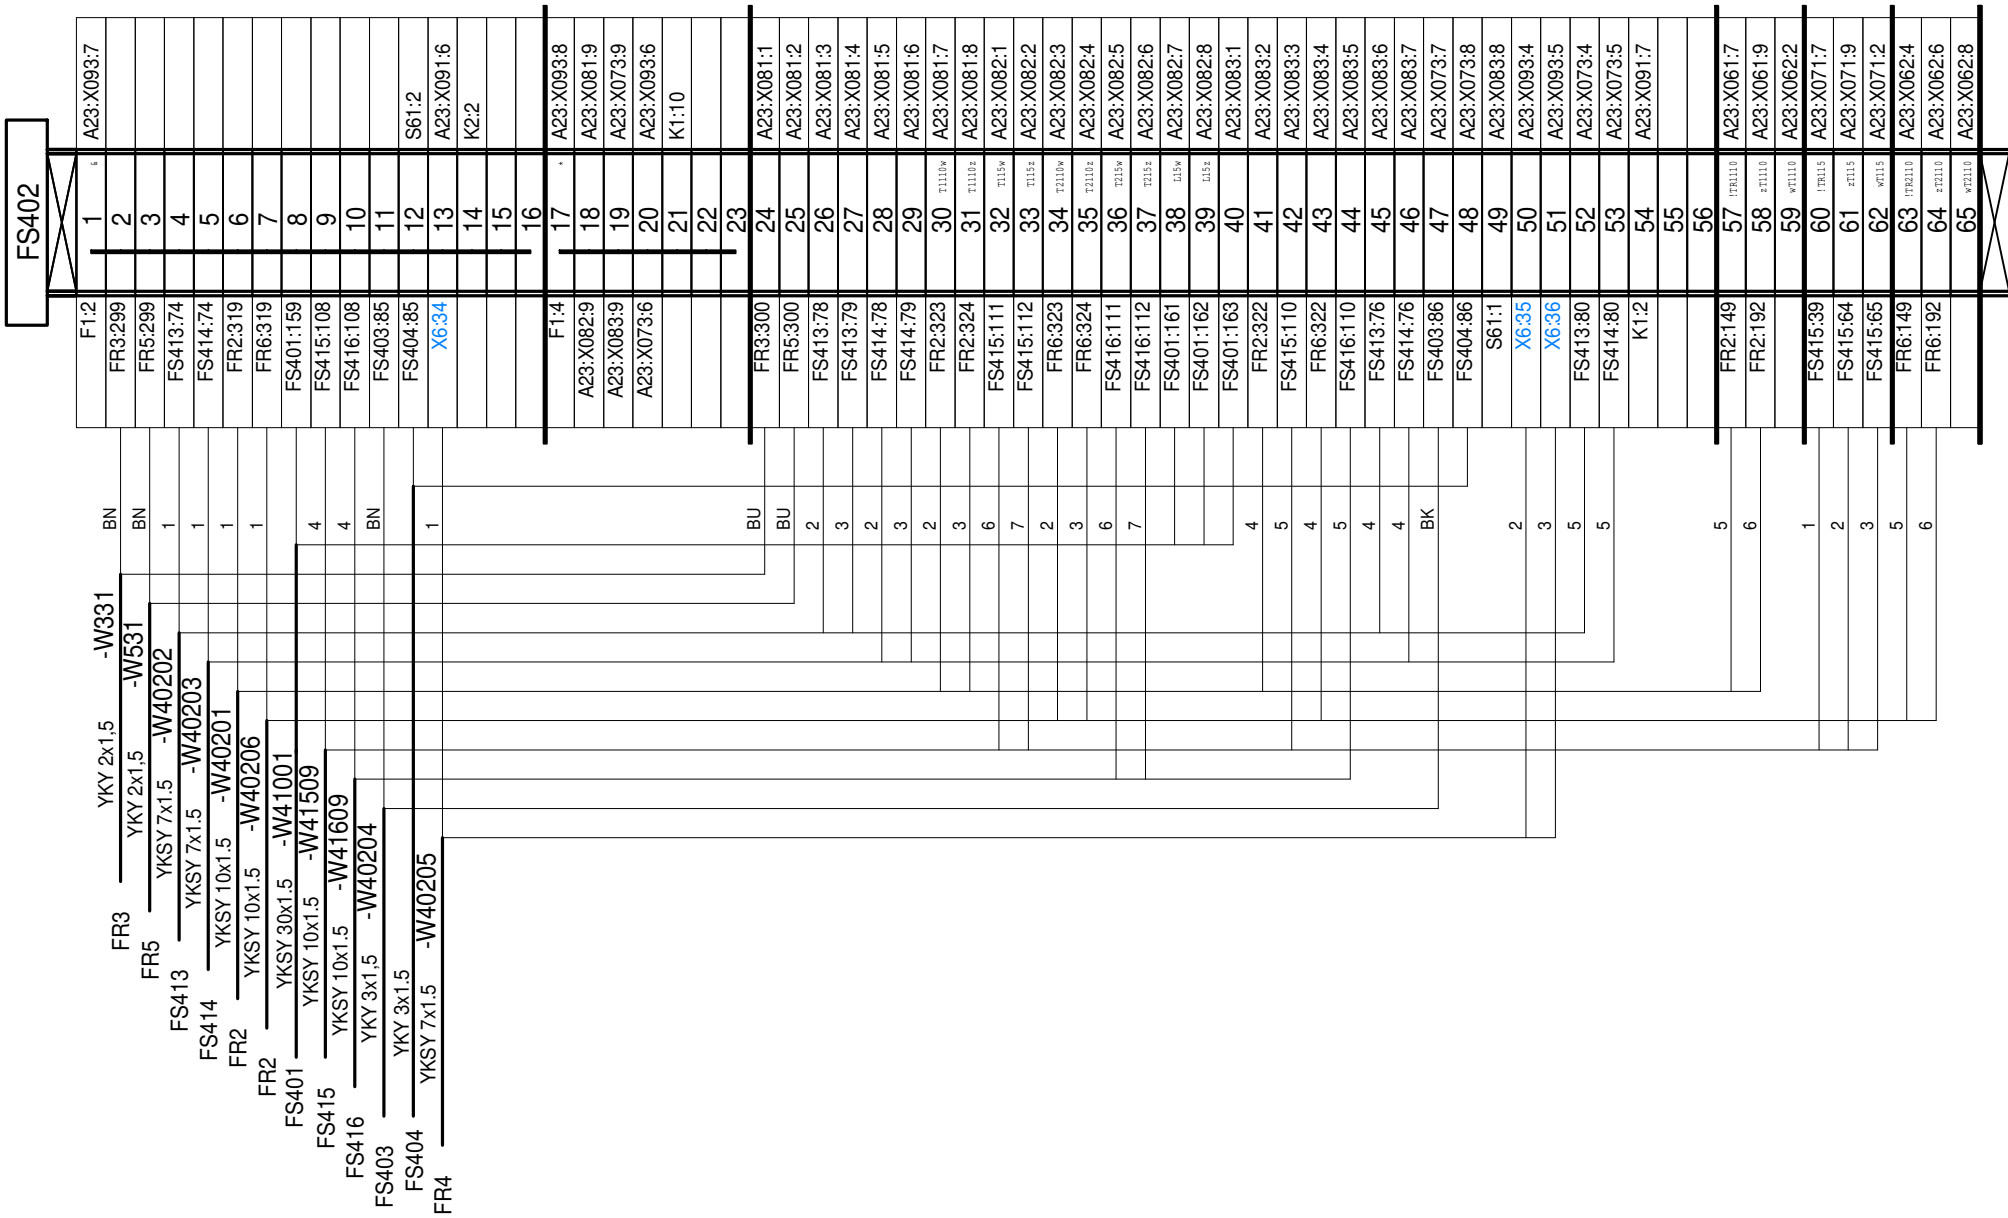 FS402
A23:X093:7
S61:2
A23:X091:6
K2:2
A23:X093:8
A23:X081:9
A23:X073:9
A23:X093:6
K1:10
A23:X081:1
A23:X081:2
A23:X081:3
A23:X081:4
A23:X081:5
A23:X081:6
A23:X081:7
A23:X081:8
A23:X082:1
A23:X082:2
A23:X082:3
A23:X082:4
A23:X082:5
A23:X082:6
A23:X082:7
A23:X082:8
A23:X083:1
A23:X083:2
A23:X083:3
A23:X083:4
A23:X083:5
A23:X083:6
A23:X083:7
A23:X073:7
A23:X073:8
A23:X083:8
A23:X093:4
A23:X093:5
A23:X073:4
A23:X073:5
A23:X091:7
A23:X061:7
A23:X061:9
A23:X062:2
A23:X071:7
A23:X071:9
A23:X071:2
A23:X062:4
A23:X062:6
A23:X062:8
&
*
T1110w
T1110z
T115w
T115z
T2110w
T2110z
T215w
T215z
L15w
L15z
!TR1110
zT1110
wT1110
!TR115
zT115
wT115
!TR2110
zT2110
wT2110
1
2
3
4
5
6
7
8
9
10
11
12
13
14
15
16
17
18
19
20
21
22
23
24
25
26
27
28
29
30
31
32
33
34
35
36
37
38
39
40
41
42
43
44
45
46
47
48
49
50
51
52
53
54
55
56
57
58
59
60
61
62
63
64
65
F1:2
FR3:299
FR5:299
FS413:74
FS414:74
FR2:319
FR6:319
FS401:159
FS415:108
FS416:108
FS403:85
FS404:85
X6:34
F1:4
A23:X082:9
A23:X083:9
A23:X073:6
FR3:300
FR5:300
FS413:78
FS413:79
FS414:78
FS414:79
FR2:323
FR2:324
FS415:111
FS415:112
FR6:323
FR6:324
FS416:111
FS416:112
FS401:161
FS401:162
FS401:163
FR2:322
FS415:110
FR6:322
FS416:110
FS413:76
FS414:76
FS403:86
FS404:86
S61:1
X6:35
X6:36
FS413:80
FS414:80
K1:2
FR2:149
FR2:192
FS415:39
FS415:64
FS415:65
FR6:149
FR6:192
BN
BN
1
1
1
1
4
4
BN
1
BU
BU
2
3
2
3
2
3
6
7
2
3
6
7
4
5
4
5
4
4
BK
2
3
5
5
5
6
1
2
3
5
6
FR3 YKY 2x1,5 -W331
FR5 YKY 2x1,5 -W531
FS413 YKSY 7x1.5 -W40202
FS414 YKSY 7x1.5 -W40203
FR2 YKSY 10x1.5 -W40201
FR2 YKSY 10x1.5 -W40206
FS401 YKSY 30x1.5 -W41001
FS415 YKSY 10x1.5 -W41509
FS416 YKSY 10x1.5 -W41609
FS403 YKY 3x1,5 -W40204
FS404 YKY 3x1.5
FR4 YKSY 7x1.5 -W40205